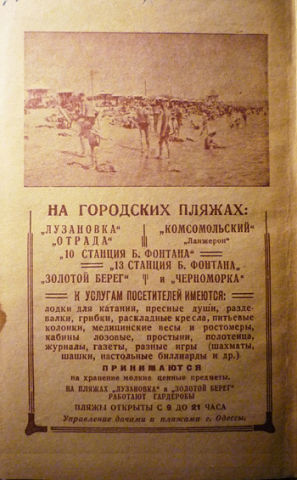 НА ГОРОДСКИХ ПЛЯЖАХ:
„ЛУЗАНОВКА" „КОМСОМОЛЬСКИЙ"
„ОТРАДА" „Ланжерон"
„10 СТАНЦИЯ Б. ФОНТАНА"
„13 СТАНЦИЯ Б. ФОНТАНА„
„ЗОЛОТОЙ БЕРЕГ" и „ЧЕРНОМОРКА"
К УСЛУГАМ ПОСЕТИТЕЛЕЙ ИМЕЮТСЯ:
лодки для катания, пресные души, разде-
валки, грибки, раскладные кресла, питьевые
колонки, медицинские весы и ростомеры,
кабины лозовые, простыни, полотенца,
журналы, газеты, разные игры (шахматы,
шашки, настольные биллиарды и др.)
ПРИНИМАЮТСЯ
на хранение мелкие ценные предметы.
НА ПЛЯЖАХ „ЛУЗАНОВКА" и „ЗОЛОТОЙ БЕРЕГ"
РАБОТАЮТ ГАРДЕРОБЫ
ПЛЯЖИ ОТКРЫТЫ С 9 ДО 21 ЧАСА
Управление дачами и пляжами г. Одессы.